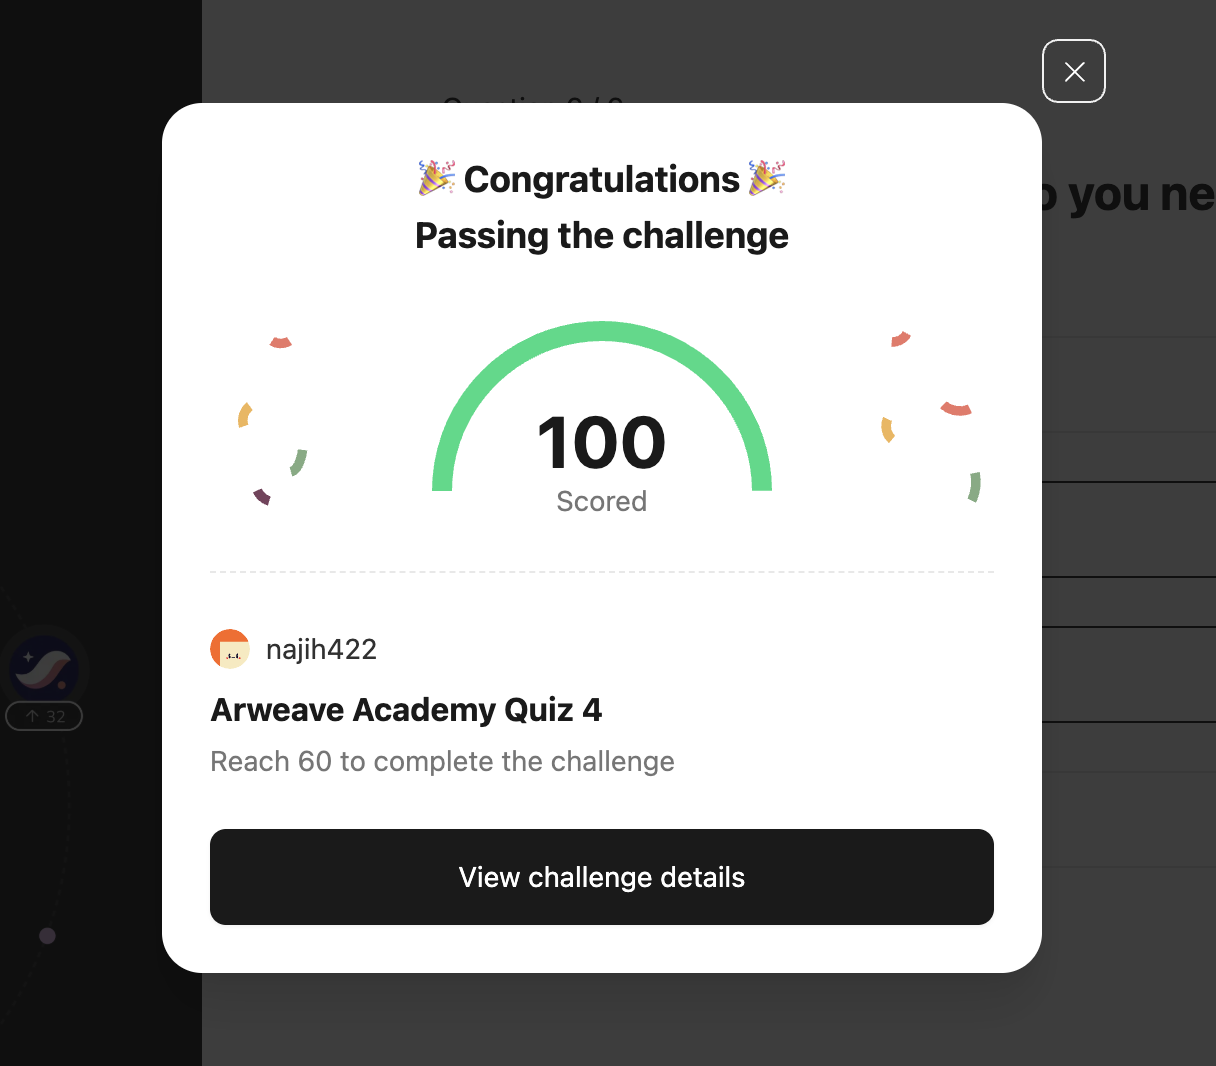 🎉 Congratulations 🎉
Passing the challenge
100
Scored
najih422
Arweave Academy Quiz 4
Reach 60 to complete the challenge
View challenge details
you ne
↑ 32